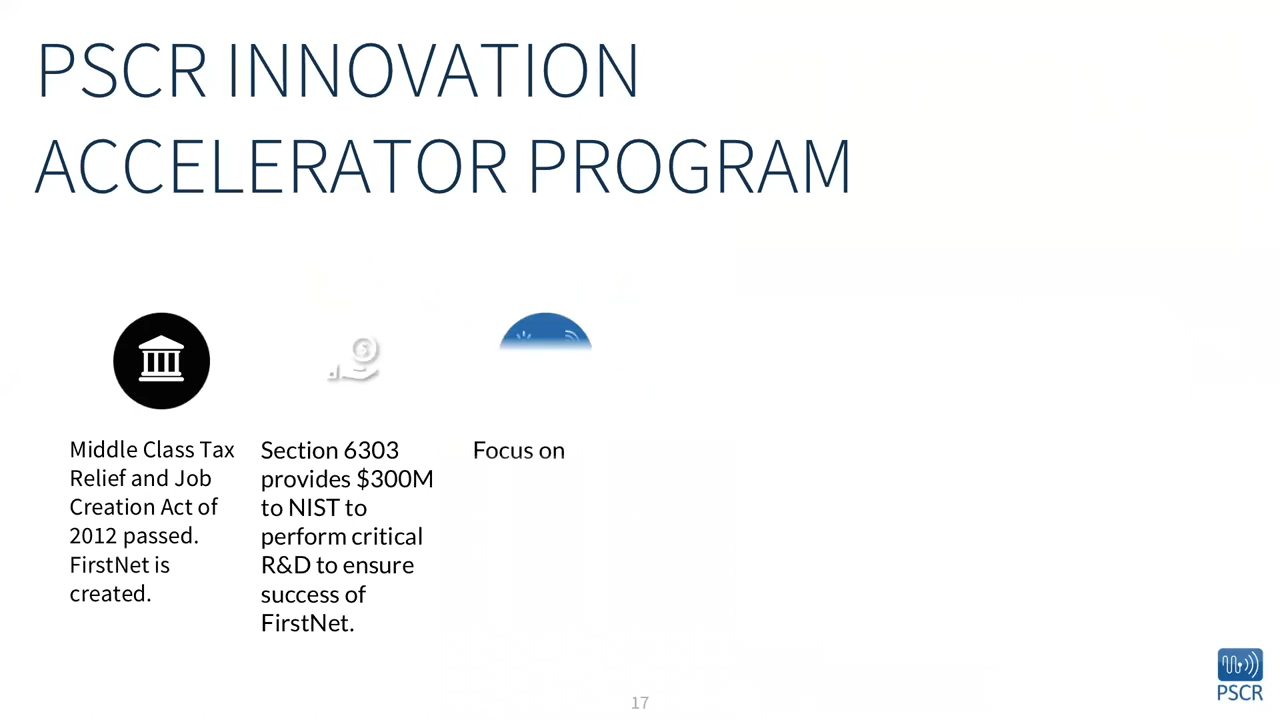 PSCR INNOVATION
ACCELERATOR PROGRAM
Middle Class Tax
Relief and Job
Creation Act of
2012 passed.
FirstNet is
created.
Section 6303
provides $300M
to NIST to
perform critical
R&D to ensure
success of
FirstNet.
Focus on
17
PSCR